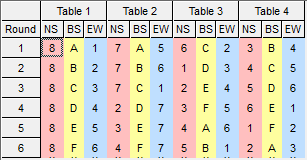 Table 1 Table 2 Table 3 Table 4
Round NS BS EW NS BS EW NS BS EW NS BS EW
1 8 A 1 7 A 5 6 C 2 3 B 4
2 8 B 2 7 B 6 1 D 3 4 C 5
3 8 C 3 7 C 1 2 E 4 5 D 6
4 8 D 4 2 D 7 3 F 5 6 E 1
5 8 E 5 3 E 7 4 A 6 1 F 2
6 8 F 6 4 F 7 5 B 1 2 A 3